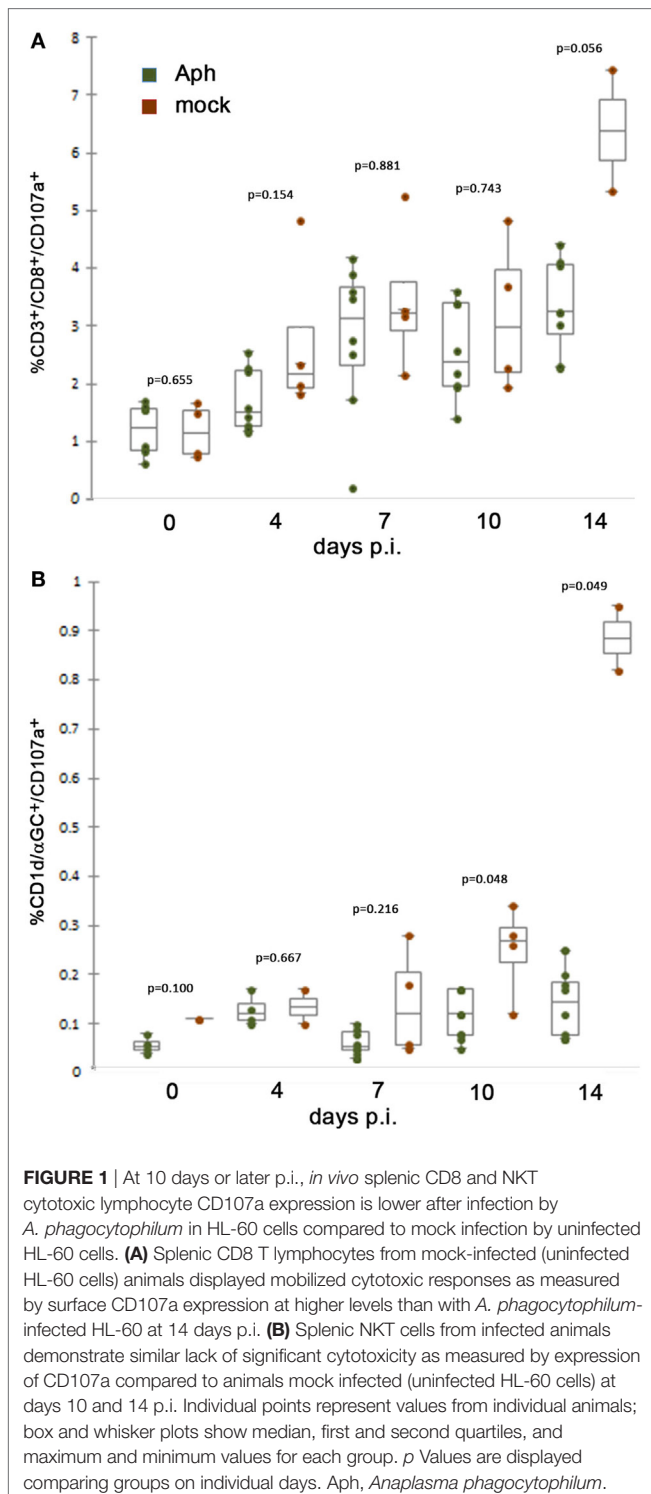 A
8
7
6
5
4
3
2
1
0
%CD3⁺/CD8⁺/CD107a⁺
Aph
mock
p=0.655
p=0.154
p=0.881
p=0.743
p=0.056
0 4 7 10 14
days p.i.
B
1
0.9
0.8
0.7
0.6
0.5
0.4
0.3
0.2
0.1
0
%CD1d/αGC⁺/CD107a⁺
p=0.100
p=0.667
p=0.216
p=0.048
p=0.049
0 4 7 10 14
days p.i.
FIGURE 1 | At 10 days or later p.i., in vivo splenic CD8 and NKT
cytotoxic lymphocyte CD107a expression is lower after infection by
A. phagocytophilum in HL-60 cells compared to mock infection by uninfected
HL-60 cells. (A) Splenic CD8 T lymphocytes from mock-infected (uninfected
HL-60 cells) animals displayed mobilized cytotoxic responses as measured
by surface CD107a expression at higher levels than with A. phagocytophilum-
infected HL-60 at 14 days p.i. (B) Splenic NKT cells from infected animals
demonstrate similar lack of significant cytotoxicity as measured by expression
of CD107a compared to animals mock infected (uninfected HL-60 cells) at
days 10 and 14 p.i. Individual points represent values from individual animals;
box and whisker plots show median, first and second quartiles, and
maximum and minimum values for each group. p Values are displayed
comparing groups on individual days. Aph, Anaplasma phagocytophilum.